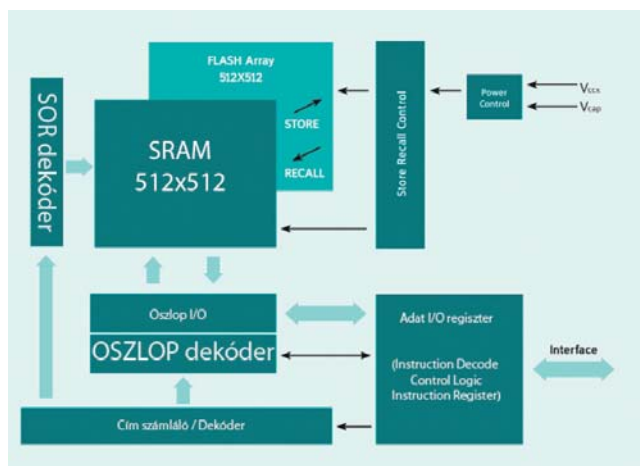 FLASH Array
512X512
STORE
RECALL
SOR dekóder
SRAM
512x512
Store Recall Control
Power
Control
Vccx
Vcap
Oszlop I/O
OSZLOP dekóder
Adat I/O regiszter
(Instruction Decode
Control Logic
Instruction Register)
Interface
Cím számláló / Dekóder